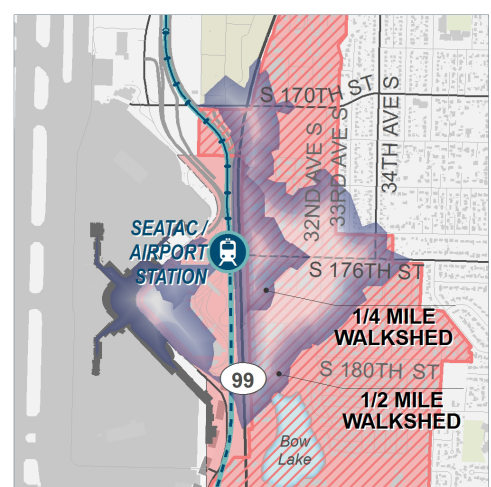 S 170TH ST
32ND AVE S
33RD AVE S
34TH AVE S
SEATAC /
AIRPORT
STATION
S 176TH ST
1/4 MILE
WALKSHED
S 180TH ST
99
1/2 MILE
WALKSHED
Bow
Lake